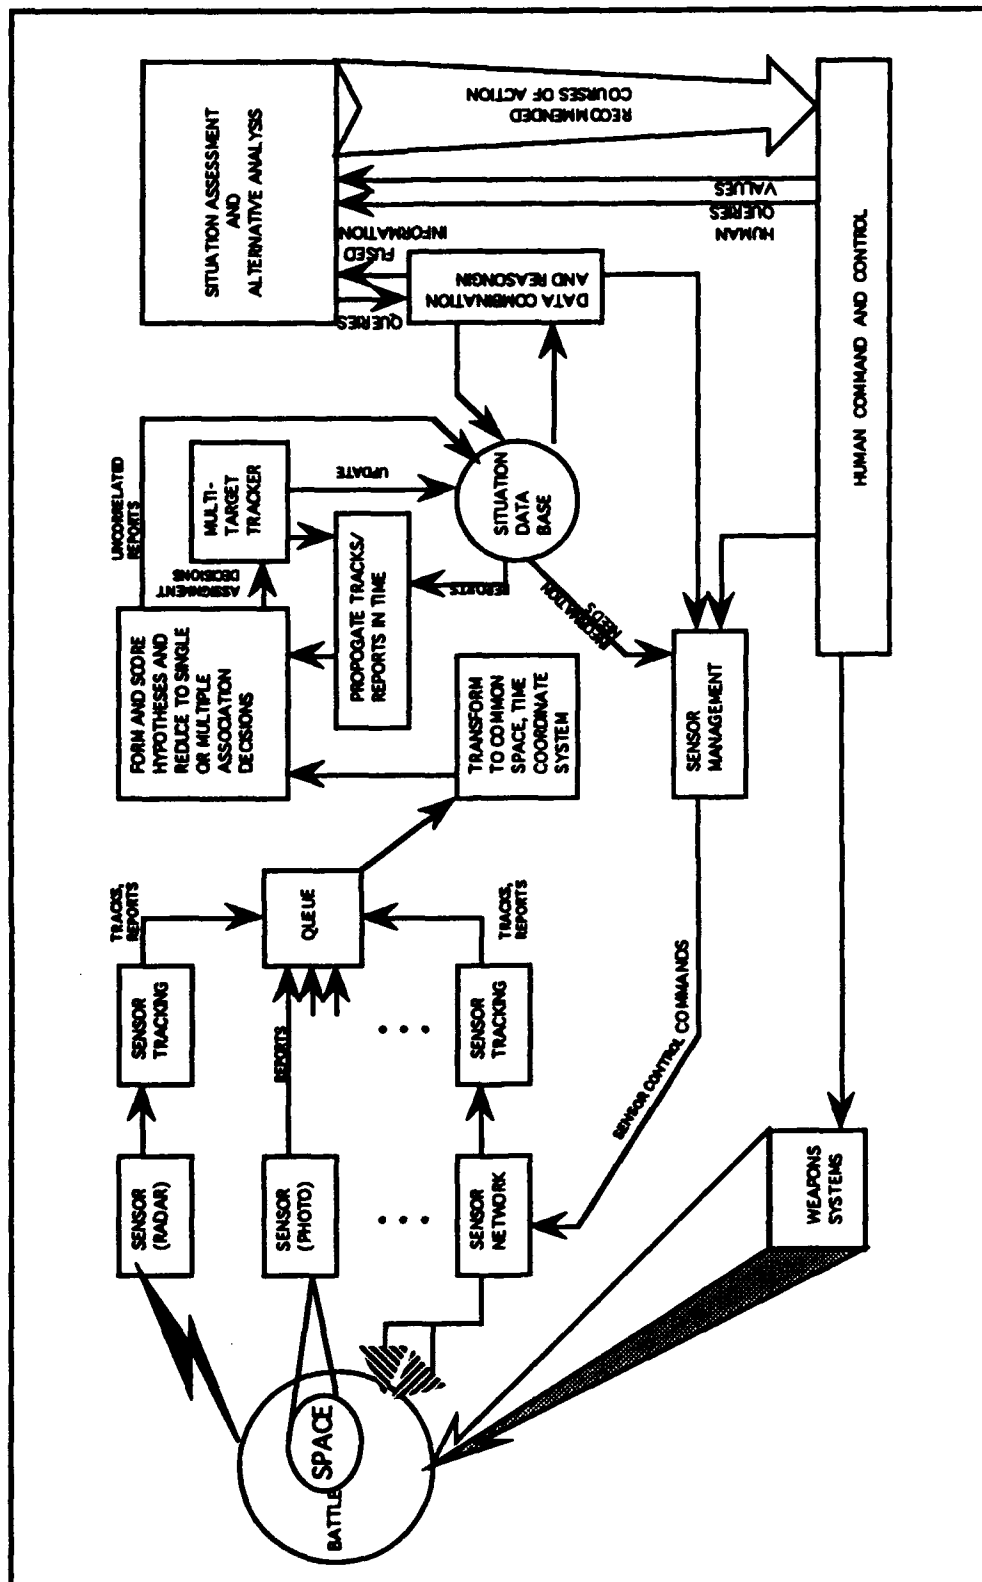 BATTLE
SPACE
SENSOR
(RADAR)
SENSOR
(PHOTO)
SENSOR
NETWORK
SENSOR
TRACKING
SENSOR
TRACKING
TRACKS,
REPORTS
REPORTS
TRACKS,
REPORTS
QUEUE
SENSOR CONTROL COMMANDS
WEAPONS
SYSTEMS
FORM AND SCORE
HYPOTHESES AND
REDUCE TO SINGLE
OR MULTIPLE
ASSOCIATION
DECISIONS
PROPOGATE TRACKS/
REPORTS IN TIME
TRANSFORM
TO COMMON
SPACE, TIME
COORDINATE
SYSTEM
SENSOR
MANAGEMENT
UNCORRELATED
REPORTS
ASSIGNMENT
DECISIONS
MULTI-
TARGET
TRACKER
UPDATE
REPORTS
SITUATION
DATA
BASE
INFORMATION
NEEDS
SITUATION ASSESSMENT
AND
ALTERNATIVE ANALYSIS
QUERIES
FUSED
INFORMATION
DATA COMBINATION
AND REASONGIN
HUMAN
QUERIES
VALUES
RECOMMENDED
COURSES OF ACTION
HUMAN COMMAND AND CONTROL